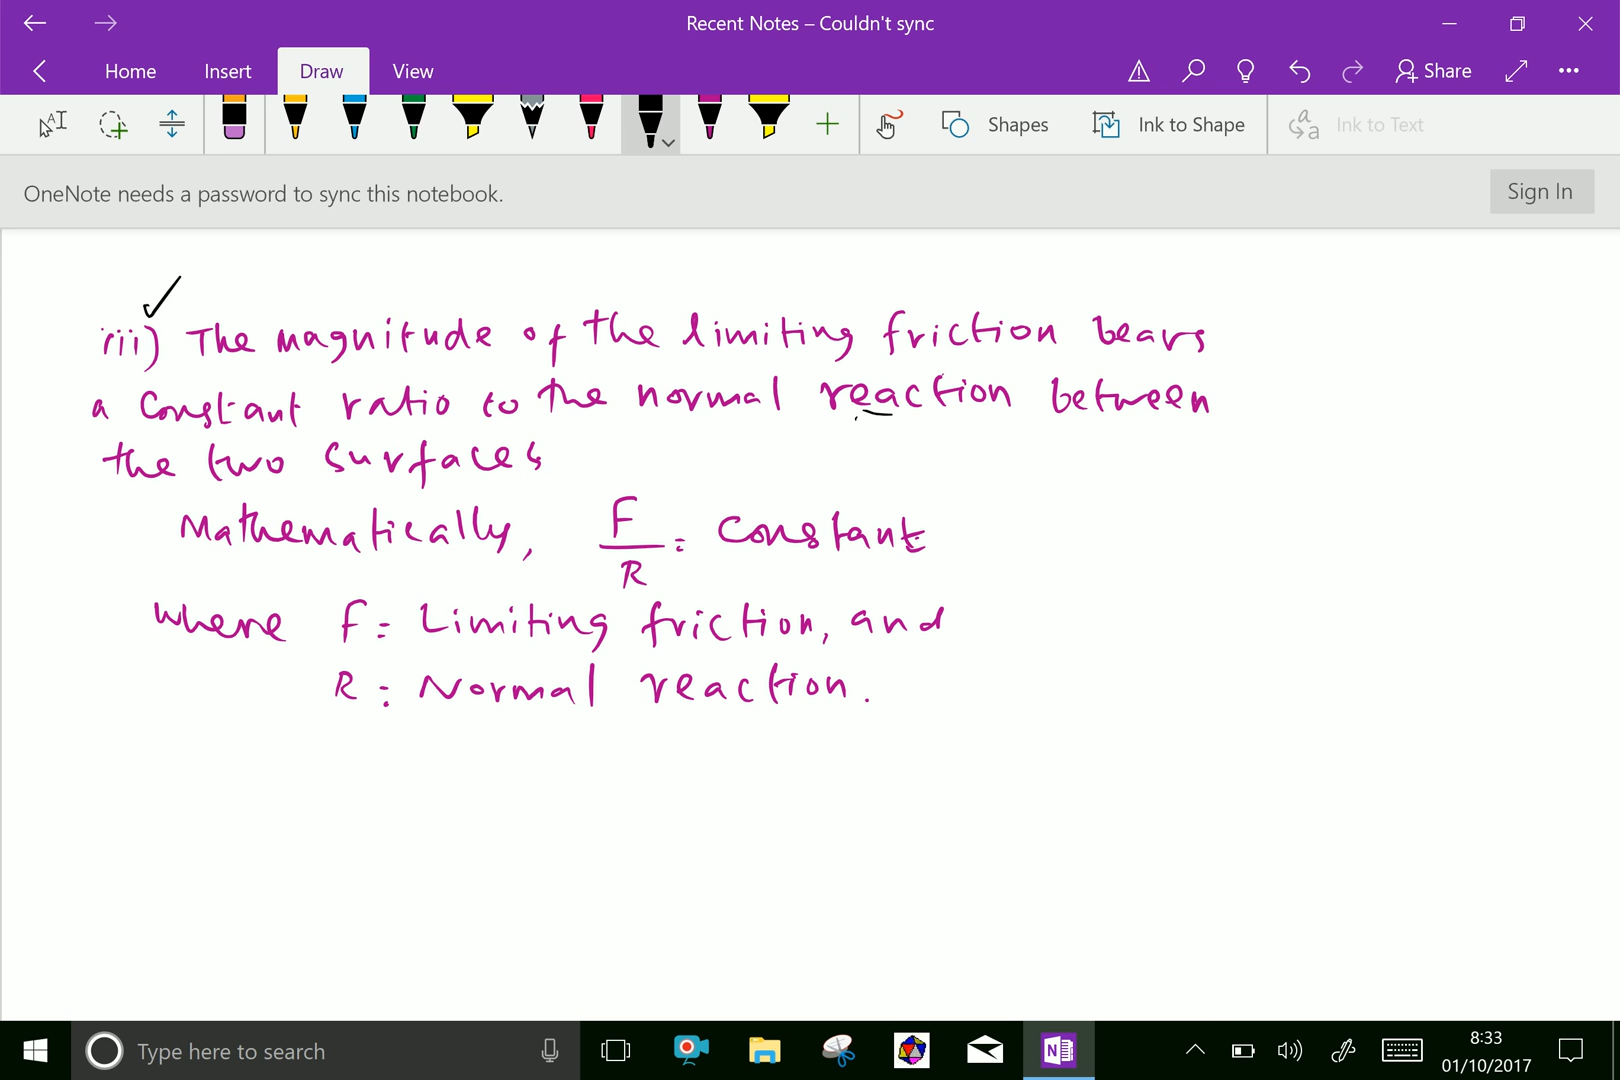 Recent Notes – Couldn't sync
Home Insert Draw View Share
Shapes Ink to Shape Ink to Text
OneNote needs a password to sync this notebook. Sign In
iii) The magnitude of the limiting friction bears
a constant ratio to the normal reaction between
the two surfaces
Mathematically, F/R = constant
where F = Limiting friction, and
R = Normal reaction.
Type here to search
8:33
01/10/2017